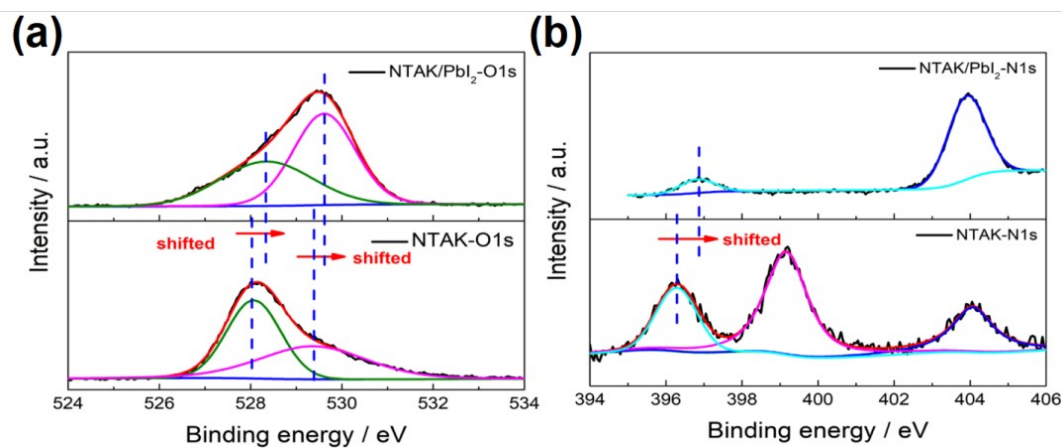 (a)
NTAK/PbI₂-O1s
Intensity / a.u.
shifted
NTAK-O1s
shifted
524 526 528 530 532 534
Binding energy / eV
(b)
NTAK/PbI₂-N1s
Intensity / a.u.
shifted
NTAK-N1s
394 396 398 400 402 404 406
Binding energy / eV